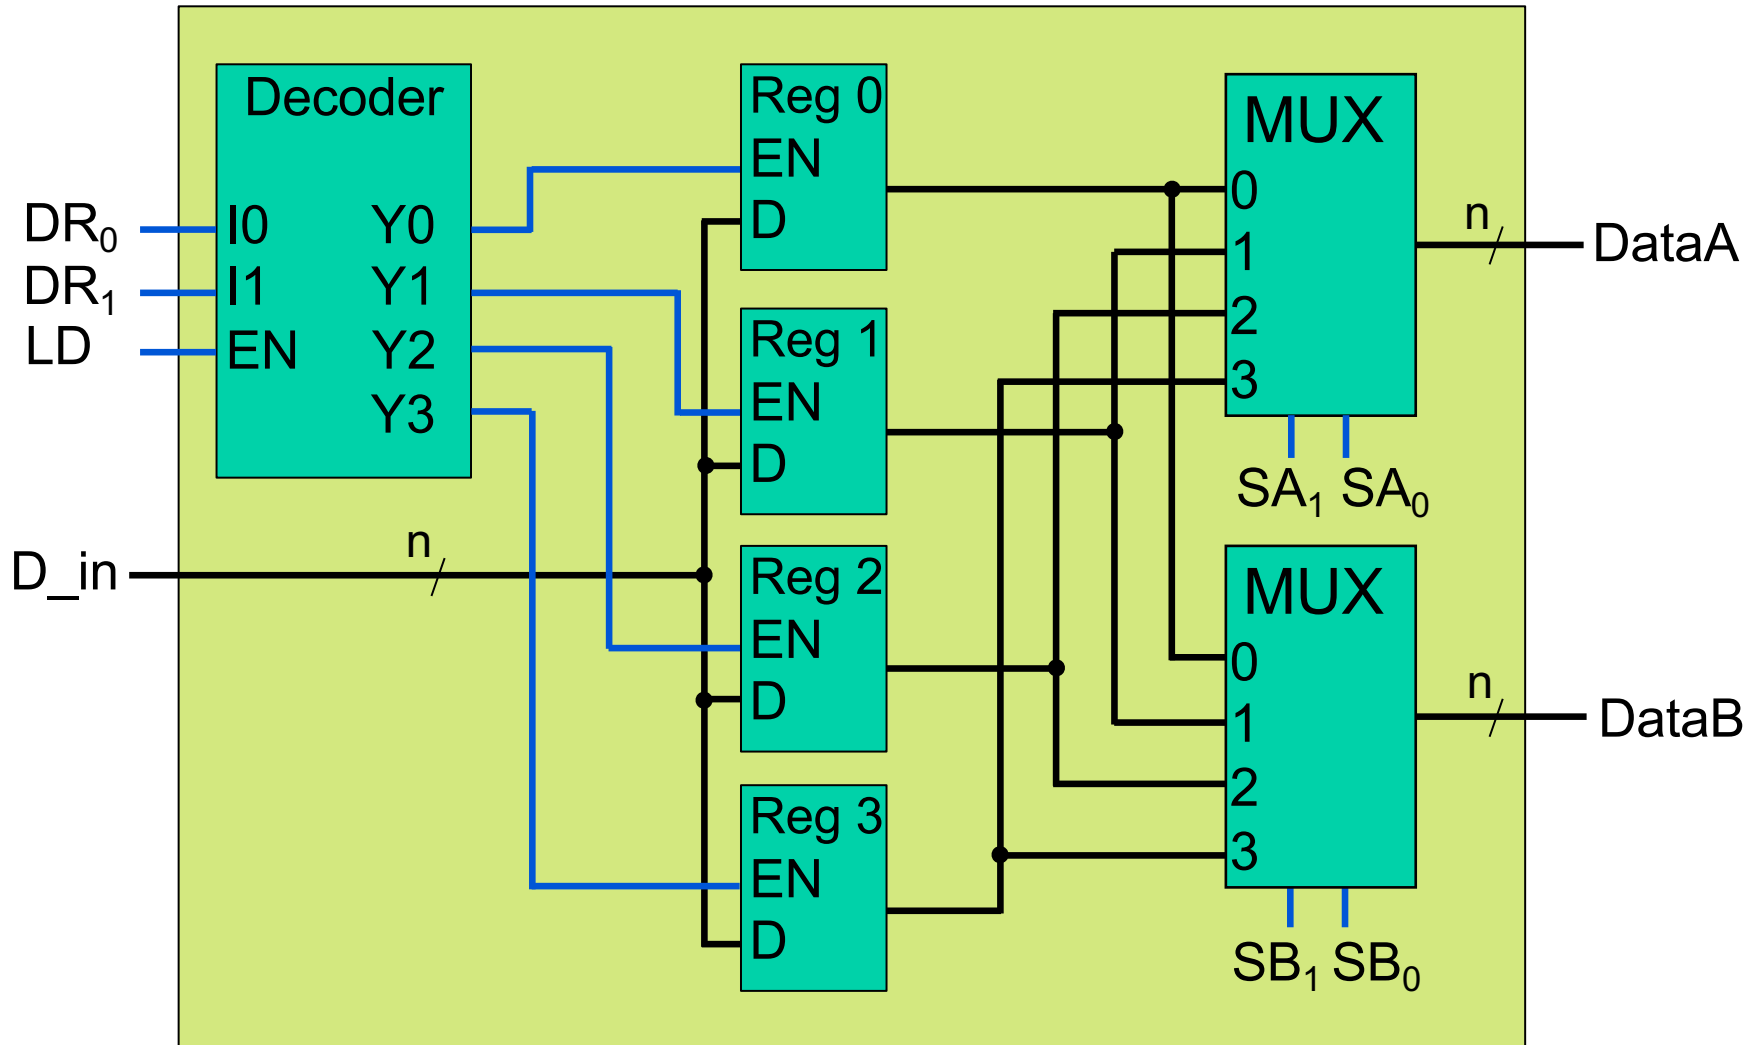 Decoder
DR0
I0
Y0
DR1
I1
Y1
LD
EN
Y2
Y3
D_in
n
Reg 0
EN
D
Reg 1
EN
D
Reg 2
EN
D
Reg 3
EN
D
MUX
0
1
2
3
SA1 SA0
n
DataA
MUX
0
1
2
3
SB1 SB0
n
DataB